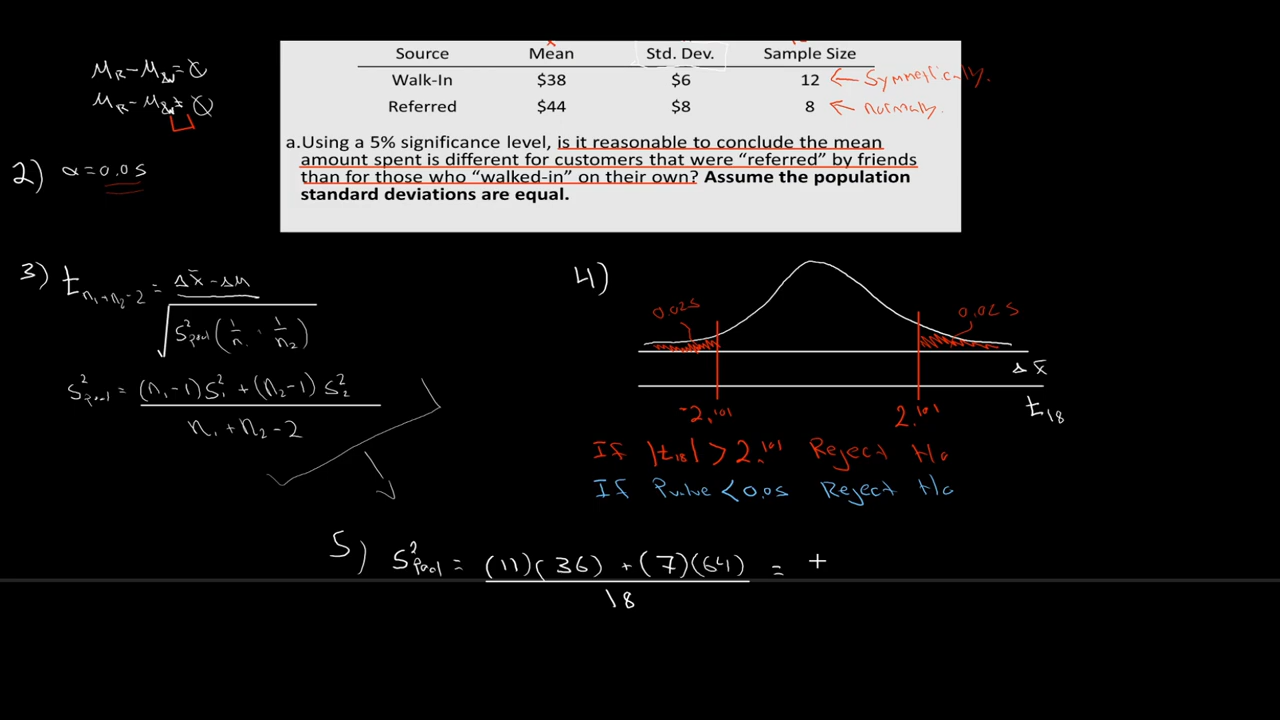 Source Mean Std. Dev. Sample Size
Walk-In $38 $6 12 ← Symmetrically.
Referred $44 $8 8 ← normally.
a.Using a 5% significance level, is it reasonable to conclude the mean
amount spent is different for customers that were “referred” by friends
than for those who “walked-in” on their own? Assume the population
standard deviations are equal.
μR-μw=0
μR-μw≠0
2) α=0.05
3) t n1+n2-2 = Δx̄-Δμ
√S²pool(1/n1 + 1/n2)
S²pool = (n1-1)S1² + (n2-1)S2²
n1+n2-2
4)
0.025 0.025
Δx̄
-2.101 2.101 t18
If |t18| > 2.101 Reject Ho
If Pvalue < 0.05 Reject Ho
5) S²pool = (11)(36) + (7)(64) = +
18